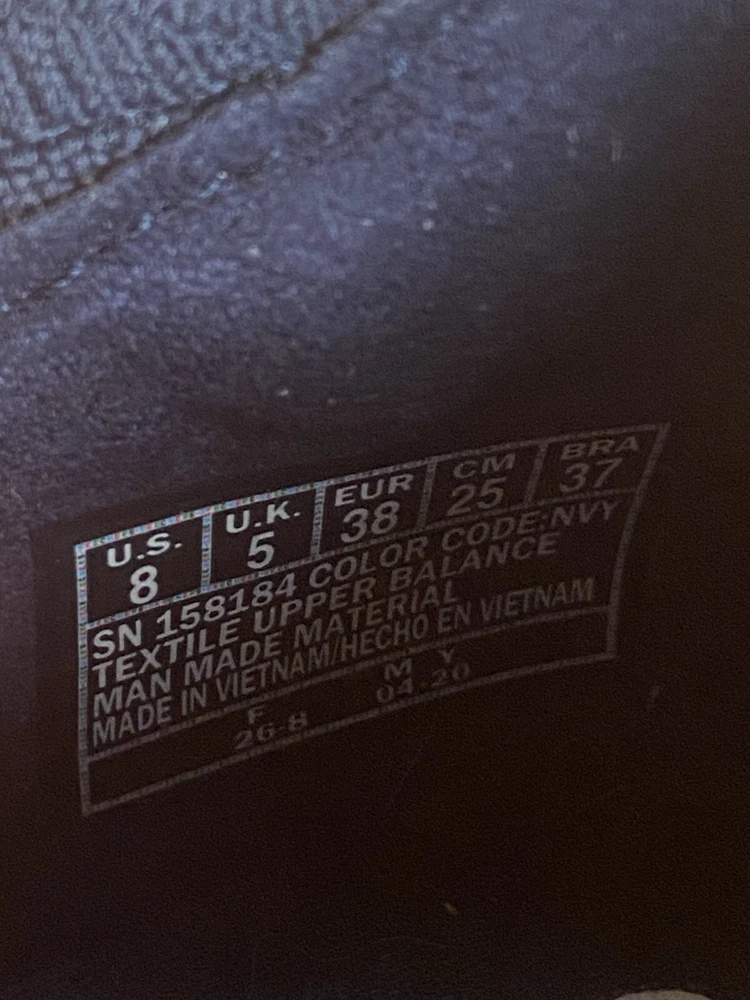 U.S. U.K. EUR CM BRA
8 5 38 25 37
SN 158184 COLOR CODE:NVY
TEXTILE UPPER BALANCE
MAN MADE MATERIAL
MADE IN VIETNAM/HECHO EN VIETNAM
F M Y
26-8 04-20